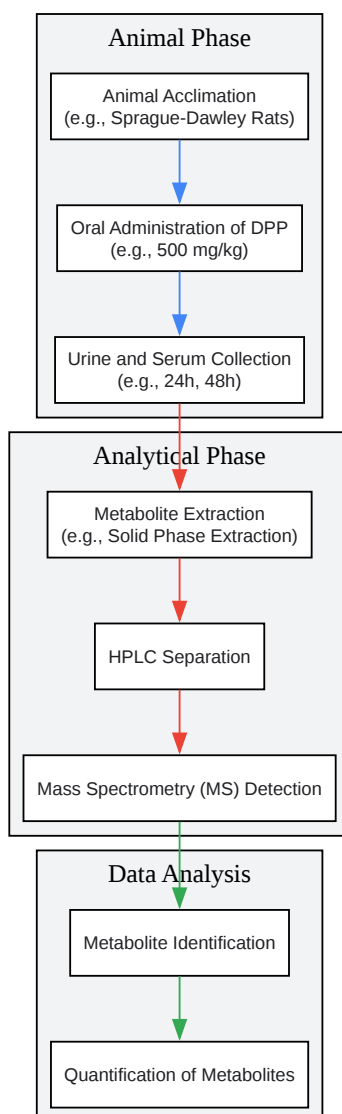 Animal Phase
Animal Acclimation
(e.g., Sprague-Dawley Rats)
Oral Administration of DPP
(e.g., 500 mg/kg)
Urine and Serum Collection
(e.g., 24h, 48h)
Analytical Phase
Metabolite Extraction
(e.g., Solid Phase Extraction)
HPLC Separation
Mass Spectrometry (MS) Detection
Data Analysis
Metabolite Identification
Quantification of Metabolites